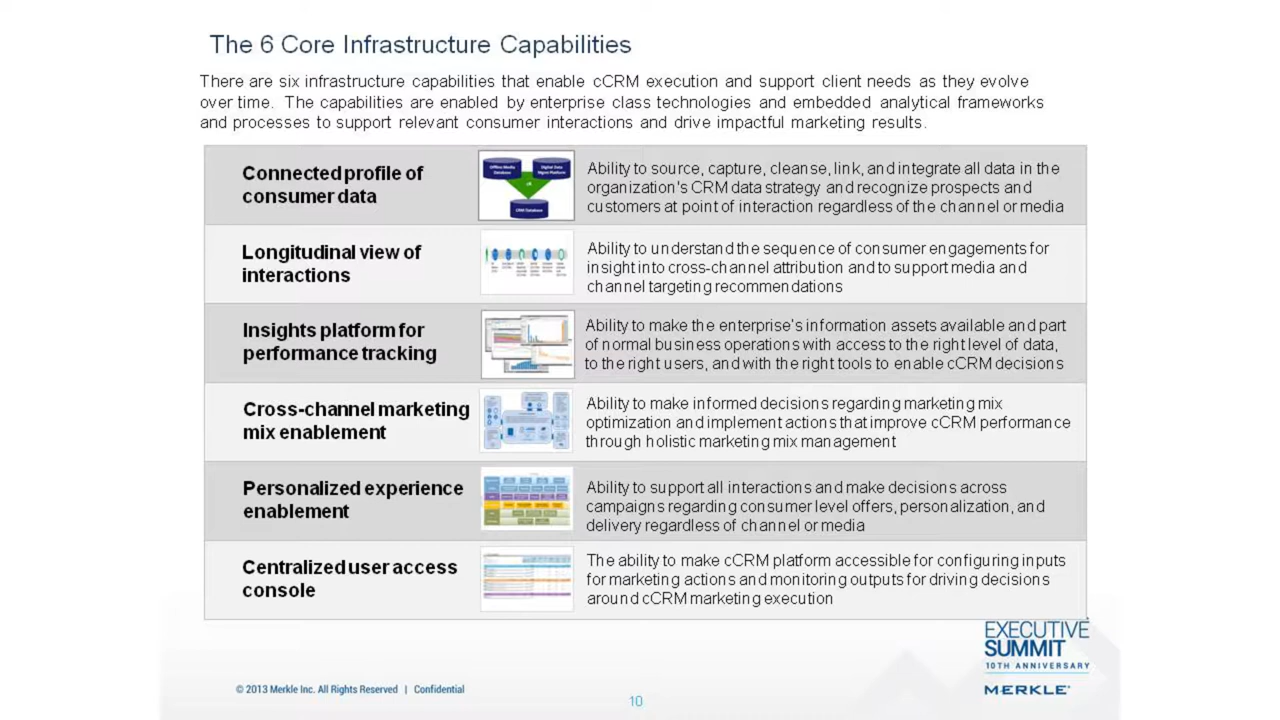 The 6 Core Infrastructure Capabilities
There are six infrastructure capabilities that enable cCRM execution and support client needs as they evolve
over time. The capabilities are enabled by enterprise class technologies and embedded analytical frameworks
and processes to support relevant consumer interactions and drive impactful marketing results.
Connected profile of
consumer data
Offline Media
Database
Digital Data
Mgmt Platform
CRM Database
Ability to source, capture, cleanse, link, and integrate all data in the
organization's CRM data strategy and recognize prospects and
customers at point of interaction regardless of the channel or media
Longitudinal view of
interactions
Ability to understand the sequence of consumer engagements for
insight into cross-channel attribution and to support media and
channel targeting recommendations
Insights platform for
performance tracking
Ability to make the enterprise's information assets available and part
of normal business operations with access to the right level of data,
to the right users, and with the right tools to enable cCRM decisions
Cross-channel marketing
mix enablement
Ability to make informed decisions regarding marketing mix
optimization and implement actions that improve cCRM performance
through holistic marketing mix management
Personalized experience
enablement
Ability to support all interactions and make decisions across
campaigns regarding consumer level offers, personalization, and
delivery regardless of channel or media
Centralized user access
console
The ability to make cCRM platform accessible for configuring inputs
for marketing actions and monitoring outputs for driving decisions
around cCRM marketing execution
EXECUTIVE
SUMMIT
10TH ANNIVERSARY
MERKLE
© 2013 Merkle Inc. All Rights Reserved | Confidential
10